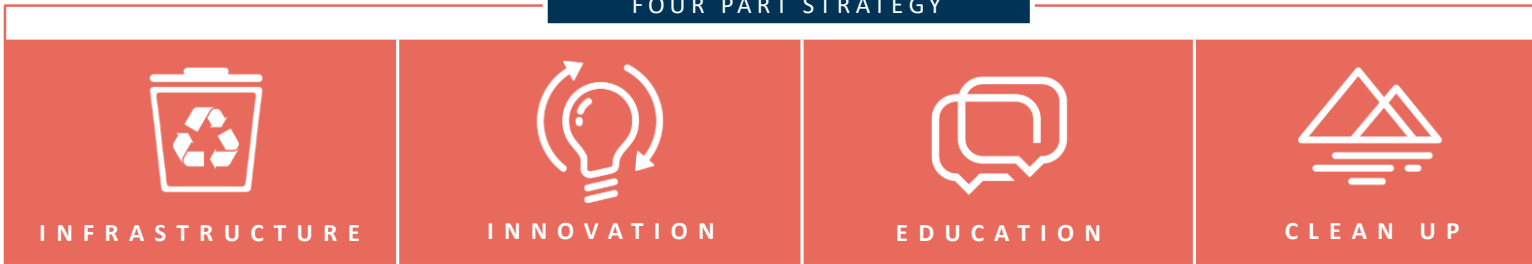 FOUR PART STRATEGY
INFRASTRUCTURE
INNOVATION
EDUCATION
CLEAN UP